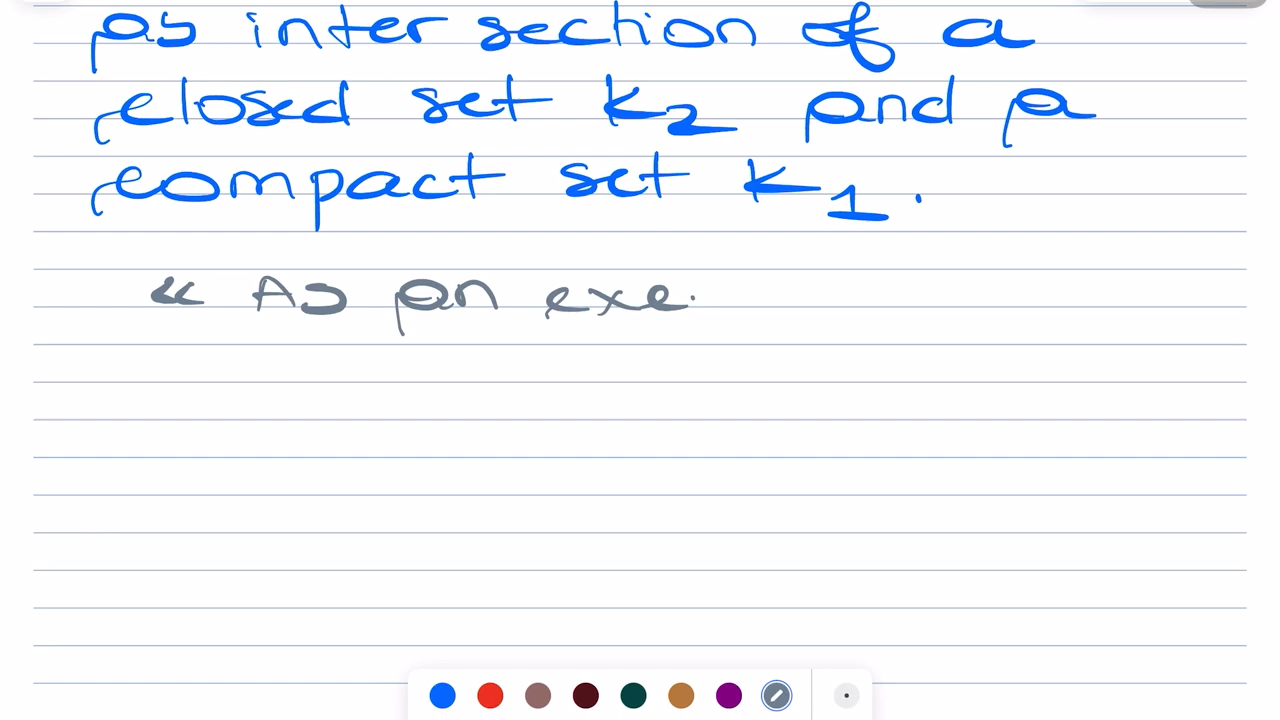 as intersection of a
closed set K₂ and a
compact set K₁.
« As an exe.